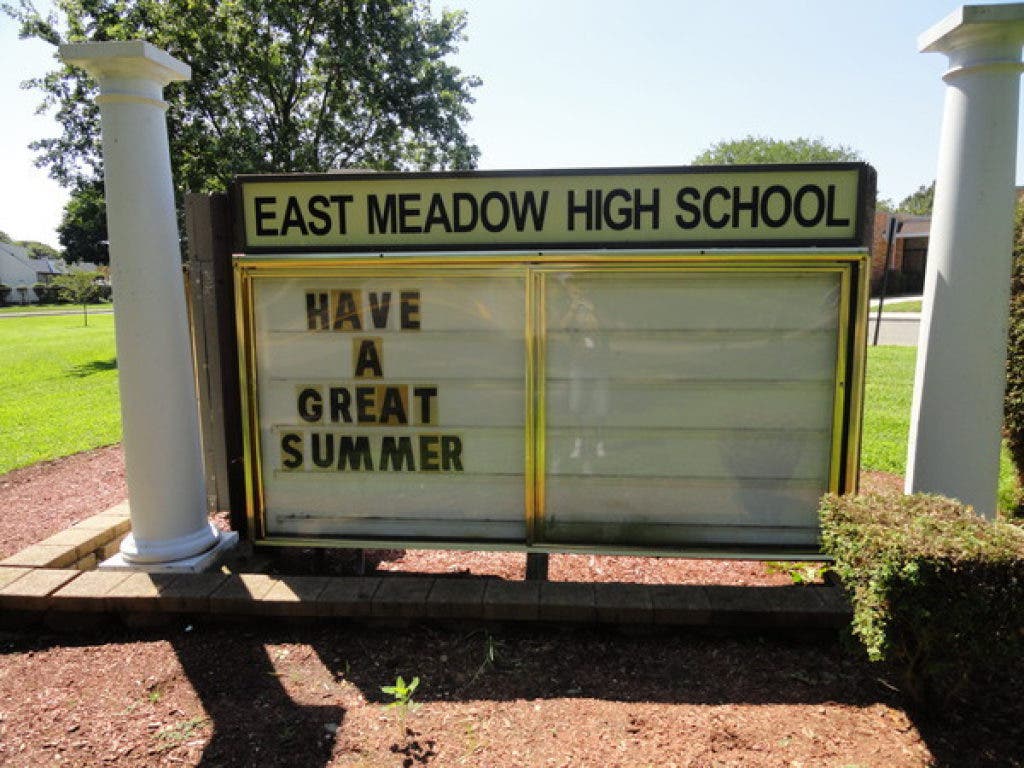 EAST MEADOW HIGH SCHOOL
HAVE
A
GREAT
SUMMER